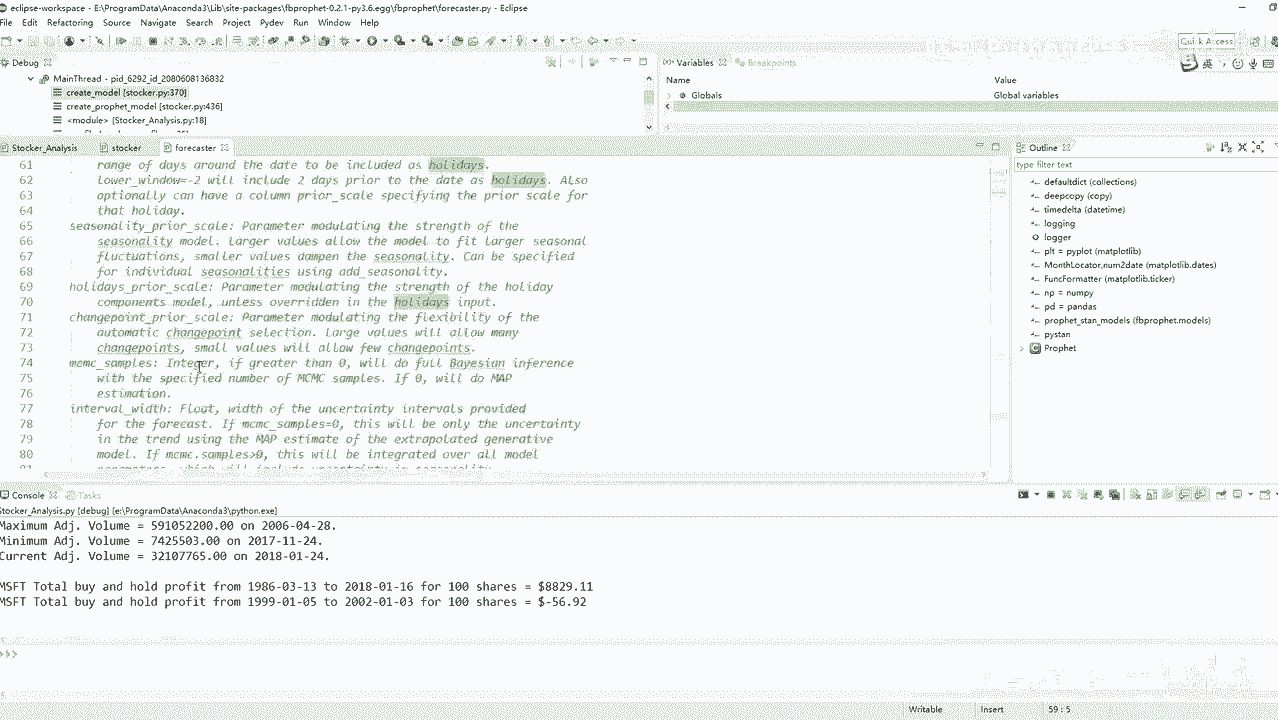 eclipse-workspace - E:\ProgramData\Anaconda3\Lib\site-packages\fbprophet-0.2.1-py3.6.egg\fbprophet\forecaster.py - Eclipse
File Edit Refactoring Source Navigate Search Project Pydev Run Window Help
Quick Access
Debug
MainThread - pid_6292_id_2080608136832
create_model [stocker.py:370]
create_prophet_model [stocker.py:436]
<module> [Stocker_Analysis.py:18]
Variables Breakpoints
Name Value
Globals Global variables
Stocker_Analysis stocker forecaster
61 range of days around the date to be included as holidays.
62 lower_window=-2 will include 2 days prior to the date as holidays. Also
63 optionally can have a column prior_scale specifying the prior scale for
64 that holiday.
65 seasonality_prior_scale: Parameter modulating the strength of the
66 seasonality model. Larger values allow the model to fit larger seasonal
67 fluctuations, smaller values dampen the seasonality. Can be specified
68 for individual seasonalities using add_seasonality.
69 holidays_prior_scale: Parameter modulating the strength of the holiday
70 components model, unless overridden in the holidays input.
71 changepoint_prior_scale: Parameter modulating the flexibility of the
72 automatic changepoint selection. Large values will allow many
73 changepoints, small values will allow few changepoints.
74 mcmc_samples: Integer, if greater than 0, will do full Bayesian inference
75 with the specified number of MCMC samples. If 0, will do MAP
76 estimation.
77 interval_width: Float, width of the uncertainty intervals provided
78 for the forecast. If mcmc_samples=0, this will be only the uncertainty
79 in the trend using the MAP estimate of the extrapolated generative
80 model. If mcmc.samples>0, this will be integrated over all model
81 parameters, which will include uncertainty in seasonality.
Outline
type filter text
defaultdict (collections)
deepcopy (copy)
timedelta (datetime)
logging
logger
plt = pyplot (matplotlib)
MonthLocator,num2date (matplotlib.dates)
FuncFormatter (matplotlib.ticker)
np = numpy
pd = pandas
prophet_stan_models (fbprophet.models)
pystan
Prophet
Console Tasks
Stocker_Analysis.py [debug] [e:\ProgramData\Anaconda3\python.exe]
Maximum Adj. Volume = 591052200.00 on 2006-04-28.
Minimum Adj. Volume = 7425503.00 on 2017-11-24.
Current Adj. Volume = 32107765.00 on 2018-01-24.
MSFT Total buy and hold profit from 1986-03-13 to 2018-01-16 for 100 shares = $8829.11
MSFT Total buy and hold profit from 1999-01-05 to 2002-01-03 for 100 shares = $-56.92
>>>
Writable Insert 59 : 5